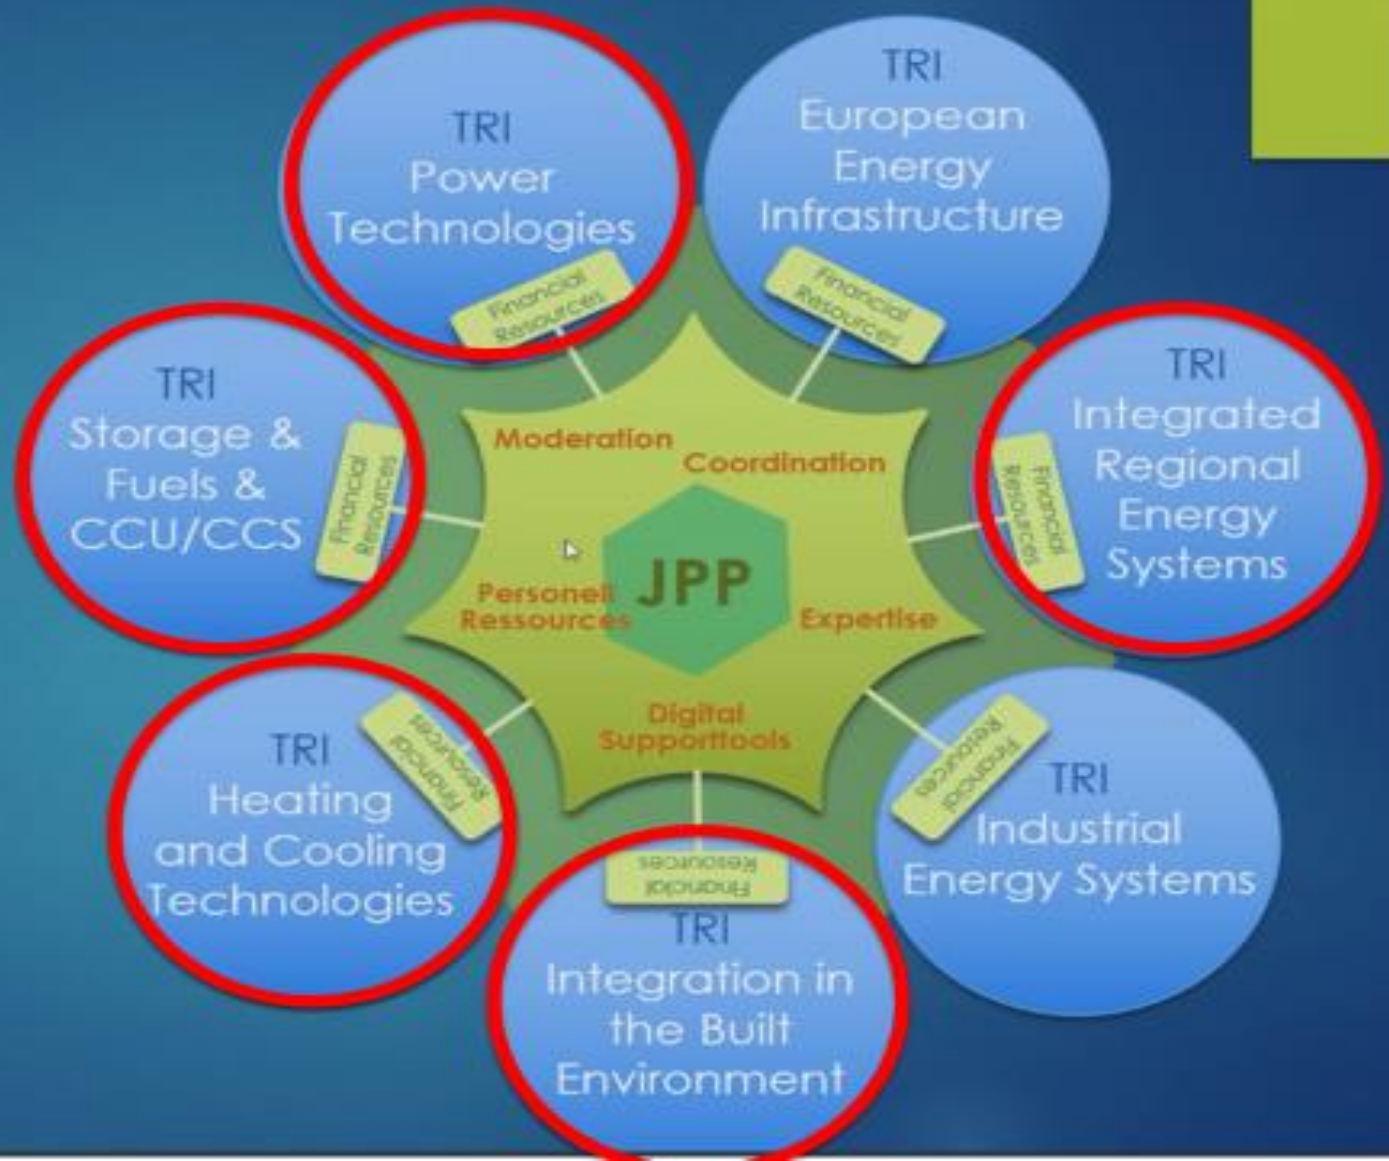 TRI
Power
Technologies
Financial
Resources
TRI
European
Energy
Infrastructure
Financial
Resources
TRI
Storage &
Fuels &
CCU/CCS
Financial
Resources
TRI
Integrated
Regional
Energy
Systems
Financial
Resources
Moderation
Coordination
JPP
Personell
Ressources
Expertise
Digital
Supporttools
TRI
Heating
and Cooling
Technologies
Financial
Resources
TRI
Industrial
Energy Systems
Financial
Resources
Financial
Resources
TRI
Integration in
the Built
Environment